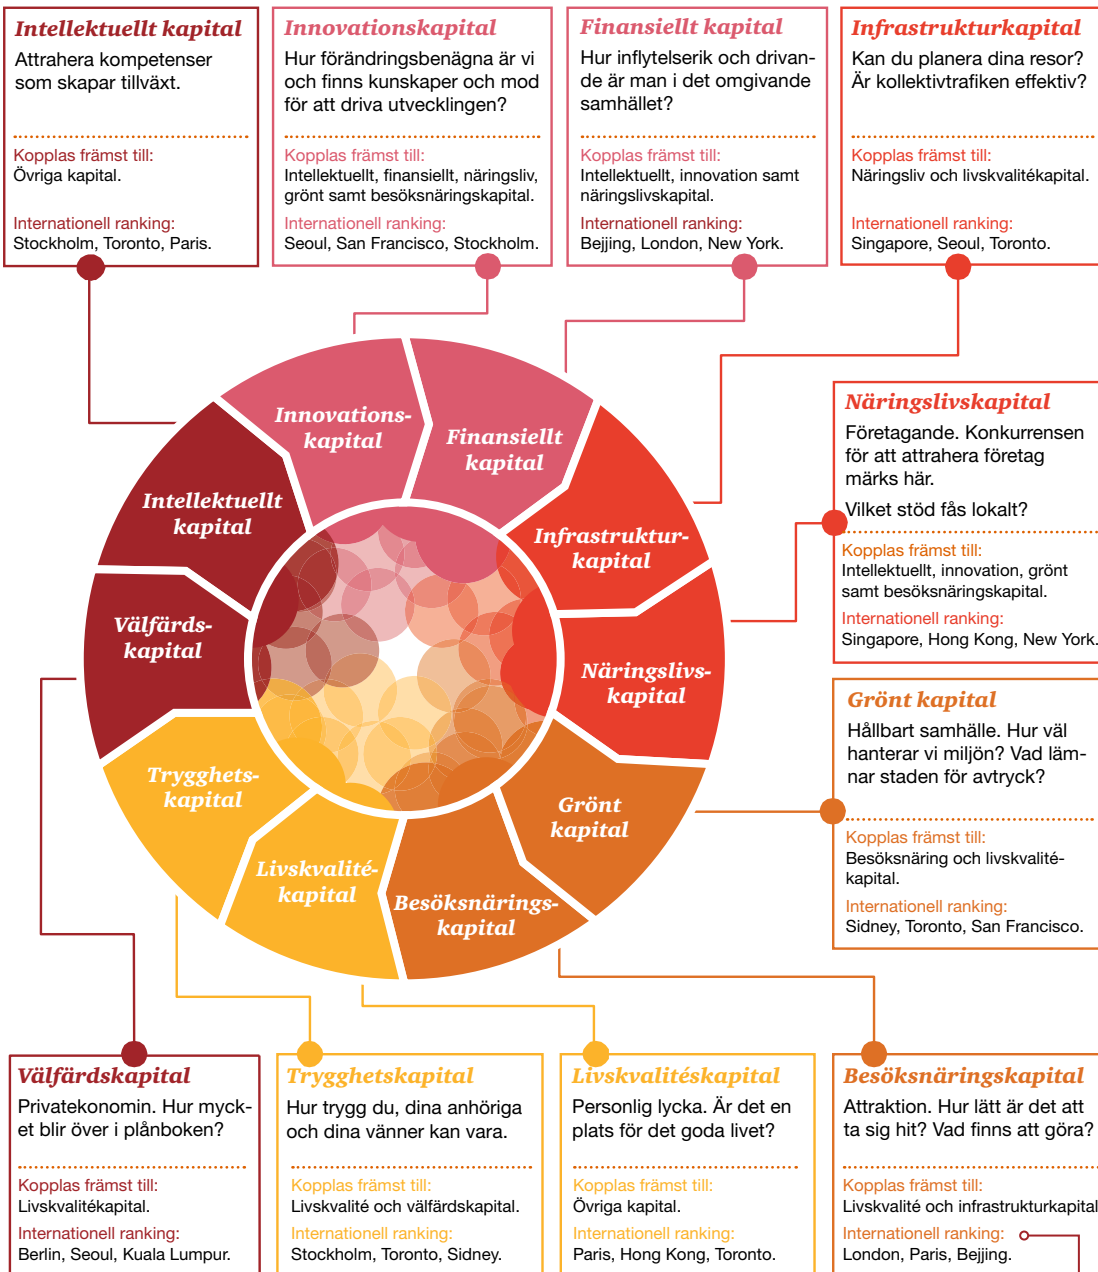 Intellektuellt kapital
Attrahera kompetenser
som skapar tillväxt.
Kopplas främst till:
Övriga kapital.
Internationell ranking:
Stockholm, Toronto, Paris.
Innovationskapital
Hur förändringsbenägna är vi
och finns kunskaper och mod
för att driva utvecklingen?
Kopplas främst till:
Intellektuellt, finansiellt, näringsliv,
grönt samt besöksnäringskapital.
Internationell ranking:
Seoul, San Francisco, Stockholm.
Finansiellt kapital
Hur inflytelserik och drivan-
de är man i det omgivande
samhället?
Kopplas främst till:
Intellektuellt, innovation samt
näringslivskapital.
Internationell ranking:
Bejjing, London, New York.
Infrastrukturkapital
Kan du planera dina resor?
Är kollektivtrafiken effektiv?
Kopplas främst till:
Näringsliv och livskvalitékapital.
Internationell ranking:
Singapore, Seoul, Toronto.
Innovations-
kapital
Finansiellt
kapital
Intellektuellt
kapital
Infrastruktur-
kapital
Välfärds-
kapital
Näringslivs-
kapital
Trygghets-
kapital
Grönt
kapital
Livskvalité-
kapital
Besöksnärings-
kapital
Näringslivskapital
Företagande. Konkurrensen
för att attrahera företag
märks här.
Vilket stöd fås lokalt?
Kopplas främst till:
Intellektuellt, innovation, grönt
samt besöksnäringskapital.
Internationell ranking:
Singapore, Hong Kong, New York.
Grönt kapital
Hållbart samhälle. Hur väl
hanterar vi miljön? Vad läm-
nar staden för avtryck?
Kopplas främst till:
Besöksnäring och livskvalité-
kapital.
Internationell ranking:
Sidney, Toronto, San Francisco.
Välfärdskapital
Privatekonomin. Hur myck-
et blir över i plånboken?
Kopplas främst till:
Livskvalitékapital.
Internationell ranking:
Berlin, Seoul, Kuala Lumpur.
Trygghetskapital
Hur trygg du, dina anhöriga
och dina vänner kan vara.
Kopplas främst till:
Livskvalité och välfärdskapital.
Internationell ranking:
Stockholm, Toronto, Sidney.
Livskvalitéskapital
Personlig lycka. Är det en
plats för det goda livet?
Kopplas främst till:
Övriga kapital.
Internationell ranking:
Paris, Hong Kong, Toronto.
Besöksnäringskapital
Attraktion. Hur lätt är det att
ta sig hit? Vad finns att göra?
Kopplas främst till:
Livskvalité och infrastrukturkapital
Internationell ranking:
London, Paris, Bejjing.